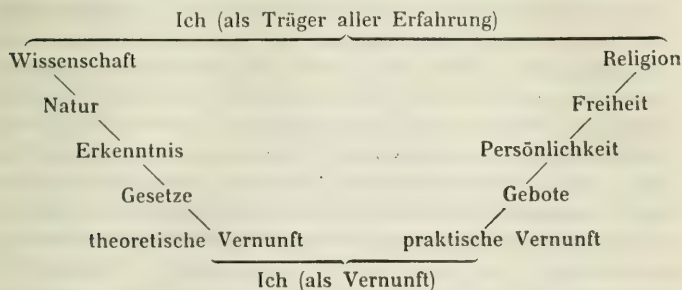 Ich (als Träger aller Erfahrung)
Wissenschaft Religion
Natur Freiheit
Erkenntnis Persönlichkeit
Gesetze Gebote
theoretische Vernunft praktische Vernunft
Ich (als Vernunft)